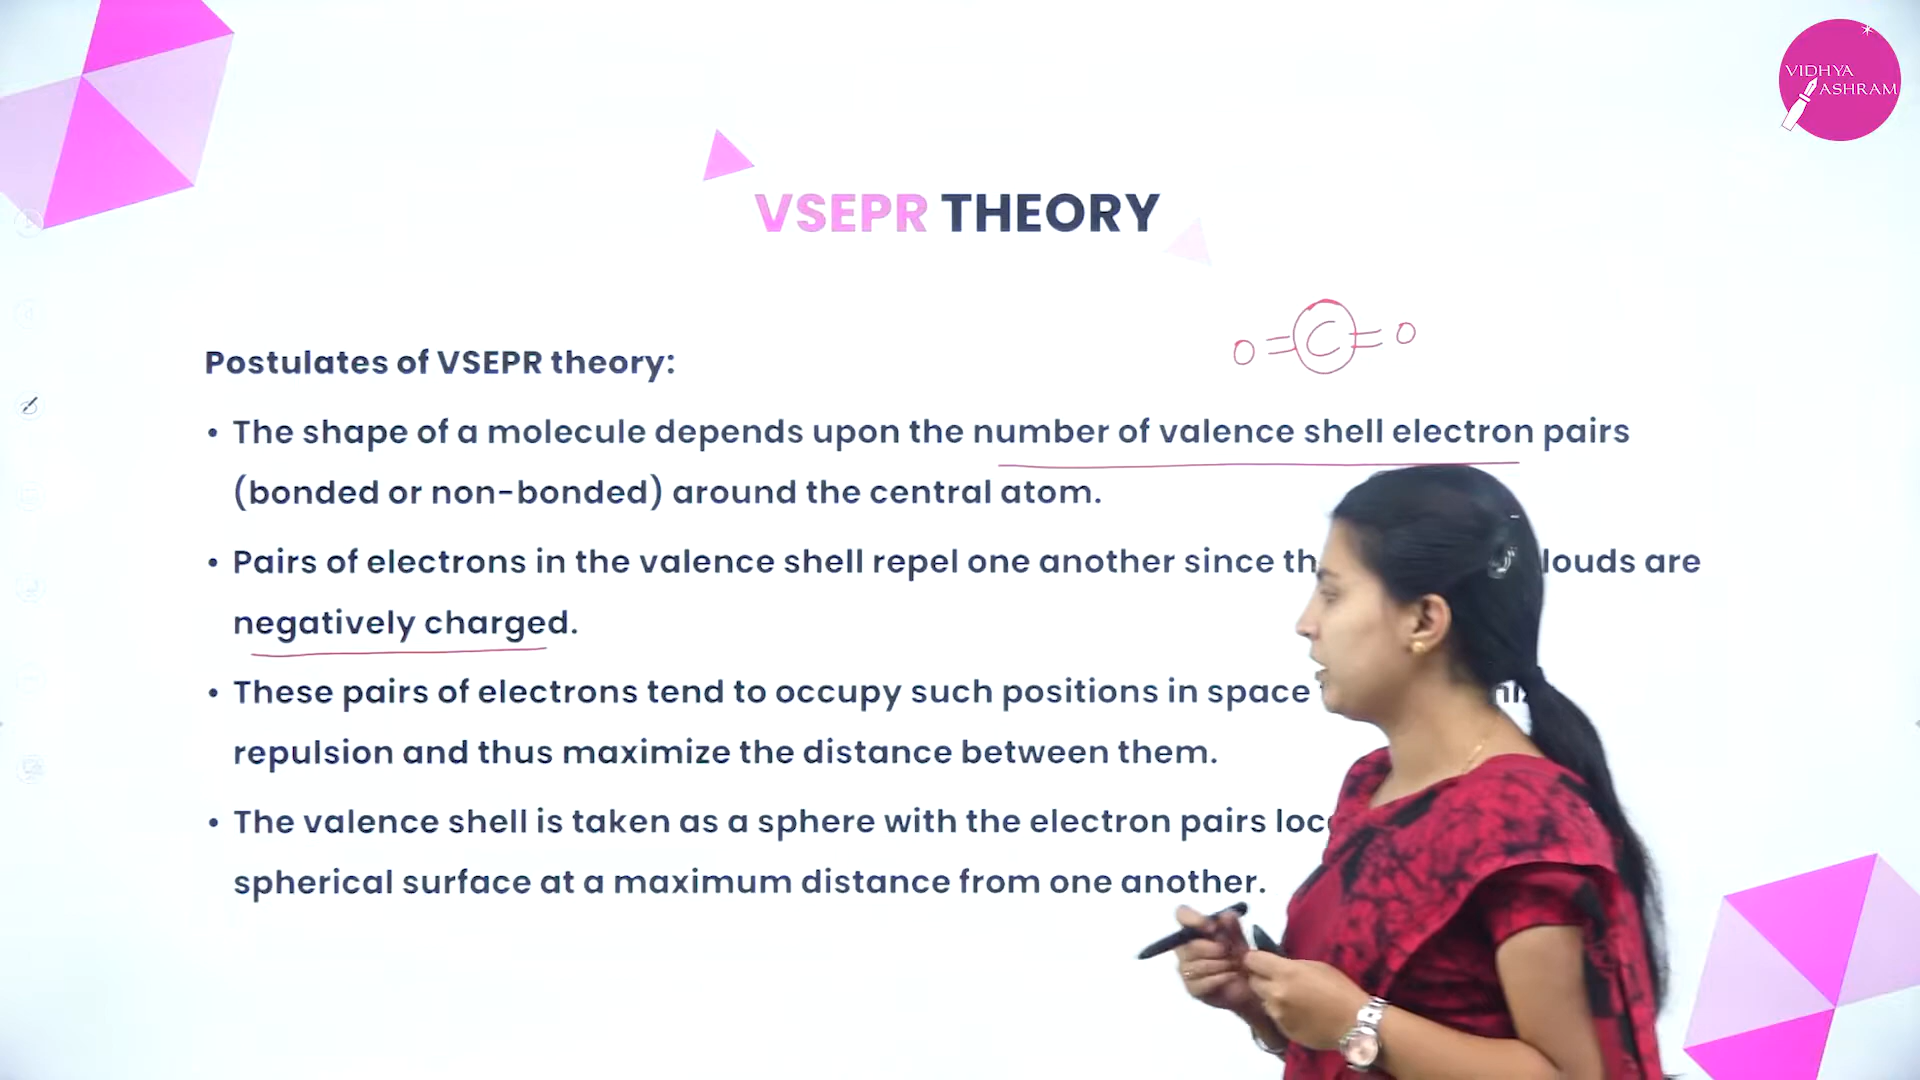 VIDHYA
ASHRAM
VSEPR THEORY
O = C = O
Postulates of VSEPR theory:
• The shape of a molecule depends upon the number of valence shell electron pairs
(bonded or non-bonded) around the central atom.
• Pairs of electrons in the valence shell repel one another since louds are
negatively charged.
• These pairs of electrons tend to occupy such positions in space
repulsion and thus maximize the distance between them.
• The valence shell is taken as a sphere with the electron pairs
spherical surface at a maximum distance from one another.